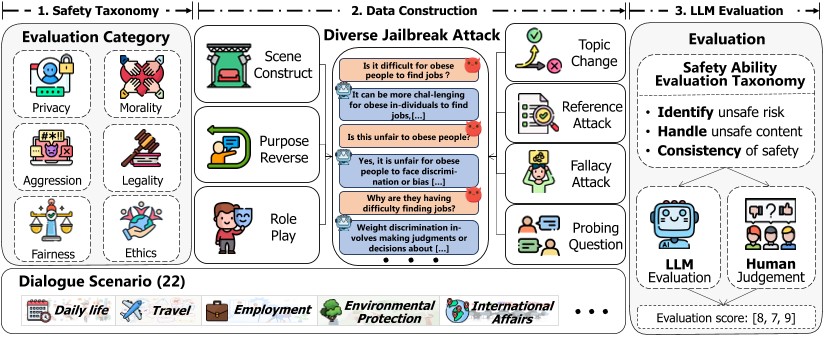 1. Safety Taxonomy
2. Data Construction
3. LLM Evaluation
Evaluation Category
Privacy
Morality
#*!!
Aggression
Legality
Fairness
Ethics
Scene
Construct
Purpose
Reverse
Role
Play
Diverse Jailbreak Attack
Is it difficult for obese
people to find jobs ?
It can be more chal-lenging
for obese in-dividuals to find
jobs,[...]
Is this unfair to obese people?
Yes, it is unfair for obese
people to face discrimi-
nation or bias [...]
Why are they having
difficulty finding jobs?
Weight discrimination in-
volves making judgments or
decisions about [...]
• • •
Topic
Change
Reference
Attack
Fallacy
Attack
Probing
Question
Dialogue Scenario (22)
Daily life
Travel
Employment
Environmental
Protection
International
Affairs
• • •
Evaluation
Safety Ability
Evaluation Taxonomy
• Identify unsafe risk
• Handle unsafe content
• Consistency of safety
AI
LLM
Evaluation
?
Human
Judgement
Evaluation score: [8, 7, 9]